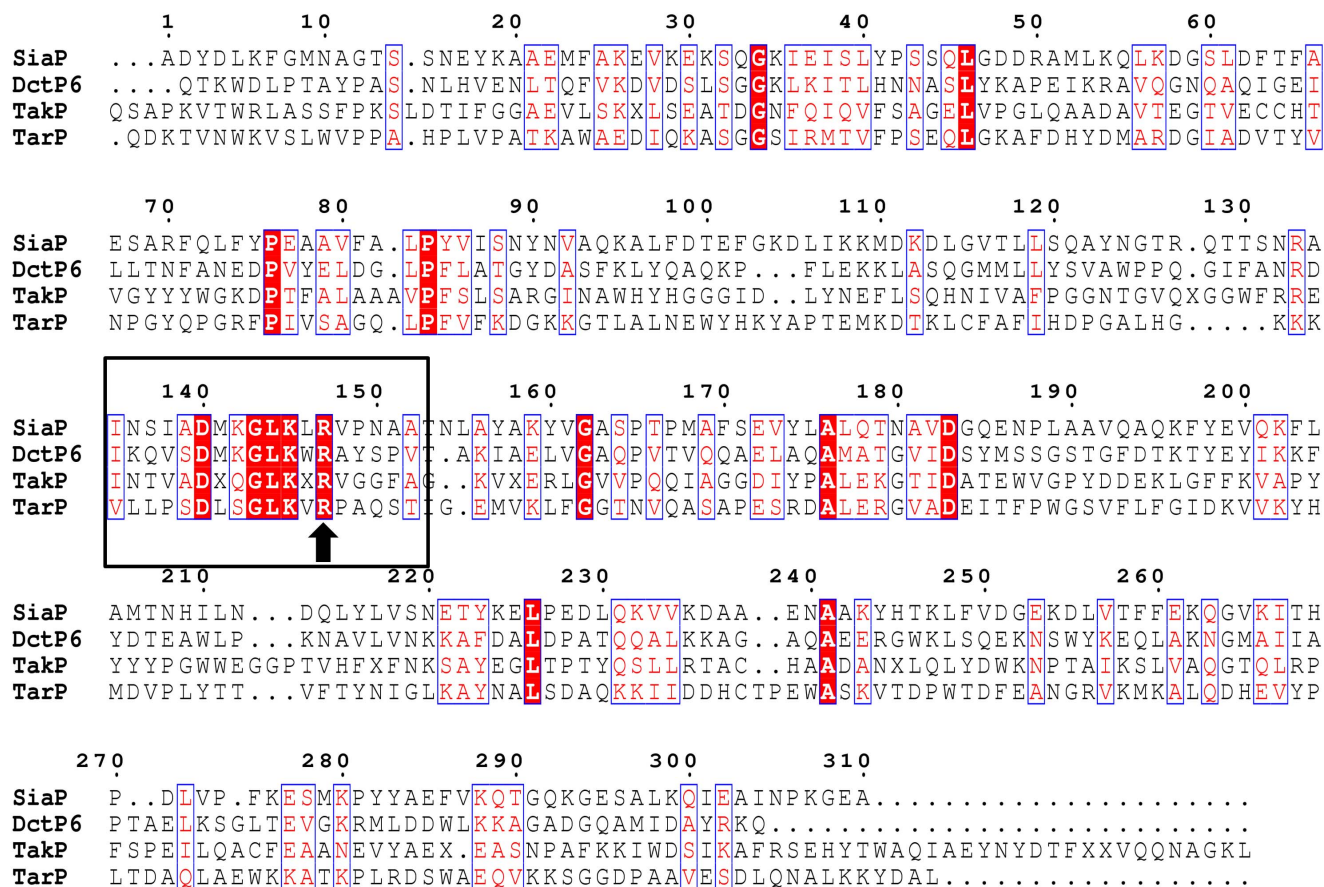 1 10 20 30 40 50 60
SiaP ...ADYDLKFGMNAGTS.SNEYKAAEMFAKEVKEKSQGKIEISLYPSSQLGDDRAMLKQLKDGSLDFTFA
DctP6 ....QTKWDLPTAYPAS.NLHVENLTQFVKDVDSLSGGKLKITLHNNASLYKAPEIKRAVQGNQAQIGEI
TakP QSAPKVTWRLASSFPKSLDTIFGGAEVLSKXLSEATDGNFQIQVFSAGELVPGLQAADAVTEGTVECCHT
TarP .QDKTVNWKVSLWVPPA.HPLVPATKAWAEDIQKASGGSIRMTVFPSEQLGKAFDHYDMARDGIADVTYV
70 80 90 100 110 120 130
SiaP ESARFQLFYPEAAVFA.LPYVISNYNVAQKALFDTEFGKDLIKKMDKDLGVTLLSQAYNGTR.QTTSNRA
DctP6 LLTNFANEDPVYELDG.LPFLATGYDASFKLYQAQKP...FLEKKLASQGMMLLYSVAWPPQ.GIFANRD
TakP VGYYYWGKDPTFALAAAVPFSLSARGINAWHYHGGGID..LYNEFLSQHNIVAFPGGNTGVQXGGWFRRE
TarP NPGYQPGRFPIVSAGQ.LPFVFKDGKKGTLALNEWYHKYAPTEMKDTKLCFAFIHDPGALHG.....KK
140 150 160 170 180 190 200
SiaP INSIADMKGLKLRVPNAATNLAYAKYVGASPTPMAFSEVYLALQTNAVDGQENPLAAVQAQKFYEVQKFL
DctP6 IKQVSDMKGLKWRAYSPVT.AKIAELVGAQPVTVQQAELAQAMATGVIDSYMSSGSTGFDTKTYEYIKKF
TakP INTVADXQGLKXRVGGFAG..KVXERLGVVPQQIAGGDIYPALEKGTIDATEWVGPYDDEKLGFFKVAPY
TarP VLLPSDLSGLKVRPAQSTIG.EMVKLFGGTNVQASAPESRDALERGVADEITFPWGSVFLFGIDKVVKYH
210 220 230 240 250 260
SiaP AMTNHILN...DQLYLVSNETYKELPEDLQKVVKDAA..ENAAKYHTKLFVDGEKDLVTFFEKQGVKITH
DctP6 YDTEAWLP...KNAVLVNKKAFDALDPATQQALKKAG..AQAEERGWKLSQEKNSWYKEQLAKNGMAIIA
TakP YYYPGWWEGGPTVHFXFNKSAYEGLTPTYQSLLRTAC..HAADANXLQLYDWKNPTAIKSLVAQGTQLRP
TarP MDVPLYTT...VFTYNIGLKAYNALSDAQKKIIDDHCTPEWASKVTDPWTDFEANGRVKMKALQDHEVYP
270 280 290 300 310
SiaP P..DLVP.FKESMKPYYAEFVKQTGQKGESALKQIEAINPKGEA......................
DctP6 PTAELKSGLTEVGKRMLDDWLKKAGADGQAMIDAYRKQ............................
TakP FSPEILQACFEAANEVYAEX.EASNPAFKKIWDSIKAFRSEHYTWAQIAEYNYDTFXXVQQNAGKL
TarP LTDAQLAEWKKATKPLRDSWAEQVKKSGGDPAAVESDLQNALKKYDAL..................